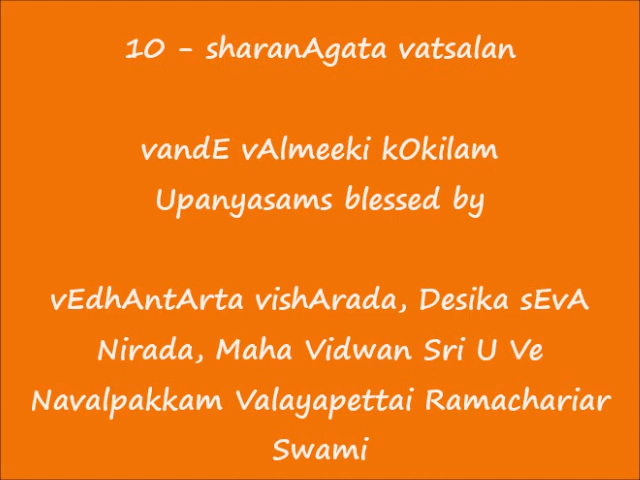 10 - sharanAgata vatsalan
vandE vAlmeeki kOkilam
Upanyasams blessed by
vEdhAntArta vishArada, Desika sEvA
Nirada, Maha Vidwan Sri U Ve
Navalpakkam Valayapettai Ramachariar
Swami